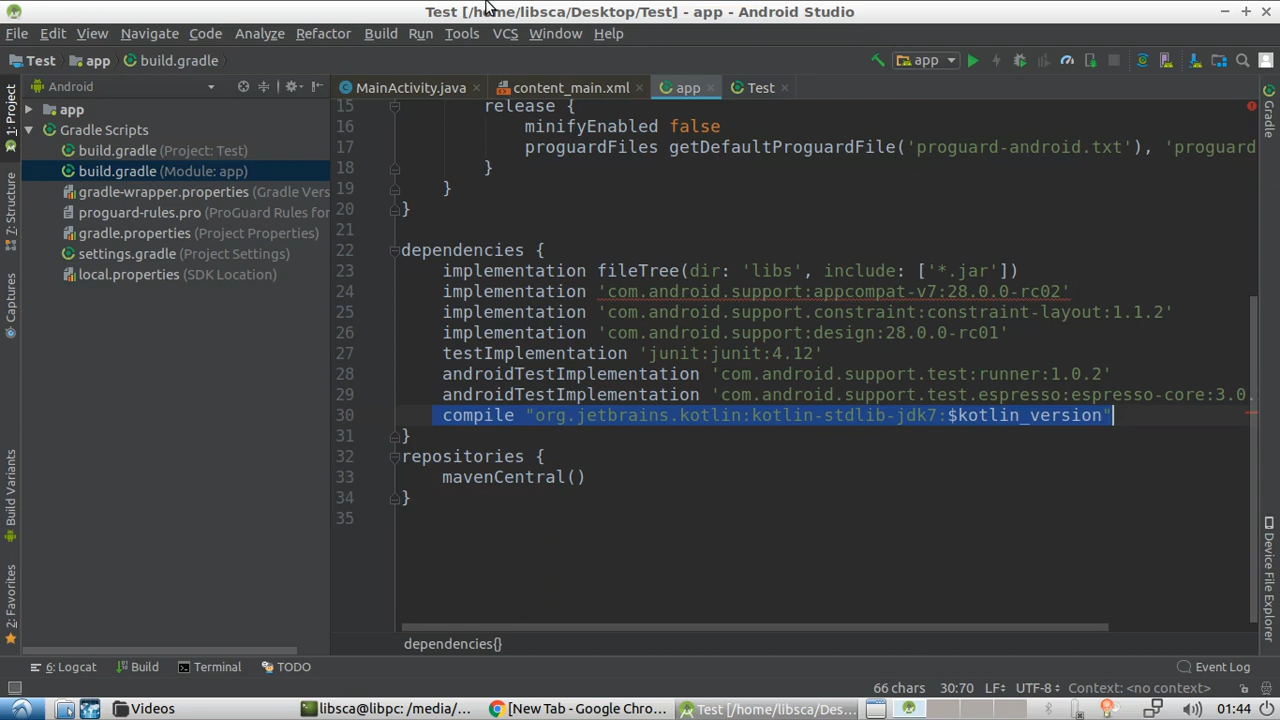 Test [/home/libsca/Desktop/Test] - app - Android Studio
File Edit View Navigate Code Analyze Refactor Build Run Tools VCS Window Help
Test app build.gradle app
Android MainActivity.java content_main.xml app Test
1: Project
7: Structure
Captures
Build Variants
2: Favorites
app
Gradle Scripts
build.gradle (Project: Test)
build.gradle (Module: app)
gradle-wrapper.properties (Gradle Vers
proguard-rules.pro (ProGuard Rules for
gradle.properties (Project Properties)
settings.gradle (Project Settings)
local.properties (SDK Location)
15 release {
16 minifyEnabled false
17 proguardFiles getDefaultProguardFile('proguard-android.txt'), 'proguard
18 }
19 }
20 }
21
22 dependencies {
23 implementation fileTree(dir: 'libs', include: ['*.jar'])
24 implementation 'com.android.support:appcompat-v7:28.0.0-rc02'
25 implementation 'com.android.support.constraint:constraint-layout:1.1.2'
26 implementation 'com.android.support:design:28.0.0-rc01'
27 testImplementation 'junit:junit:4.12'
28 androidTestImplementation 'com.android.support.test:runner:1.0.2'
29 androidTestImplementation 'com.android.support.test.espresso:espresso-core:3.0.
30 compile "org.jetbrains.kotlin:kotlin-stdlib-jdk7:$kotlin_version"
31 }
32 repositories {
33 mavenCentral()
34 }
35
dependencies{}
Gradle
Device File Explorer
6: Logcat Build Terminal TODO Event Log
66 chars 30:70 LF÷ UTF-8÷ Context: <no context>
Videos libsca@libpc: /media/... [New Tab - Google Chro... Test [/home/libsca/Des... 01:44